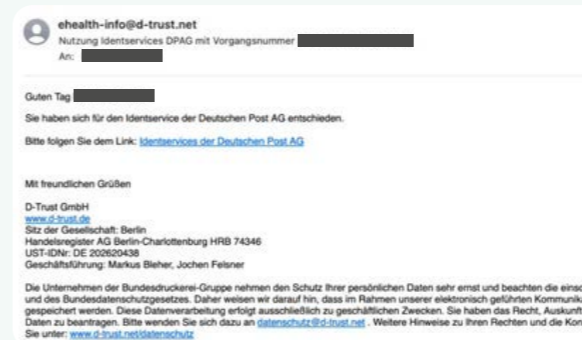 ehealth-info@d-trust.net
Nutzung Identservices DPAG mit Vorgangsnummer
An:
Guten Tag
Sie haben sich für den Identservice der Deutschen Post AG entschieden.
Bitte folgen Sie dem Link: Identservices der Deutschen Post AG
Mit freundlichen Grüßen
D-Trust GmbH
www.d-trust.de
Sitz der Gesellschaft: Berlin
Handelsregister AG Berlin-Charlottenburg HRB 74346
UST-IDNr: DE 202620438
Geschäftsführung: Markus Bleher, Jochen Felsner
Die Unternehmen der Bundesdruckerei-Gruppe nehmen den Schutz Ihrer persönlichen Daten sehr ernst und beachten die
und des Bundesdatenschutzgesetzes. Daher weisen wir darauf hin, dass im Rahmen unserer elektronisch geführten
gespeichert werden. Diese Datenverarbeitung erfolgt ausschließlich zu geschäftlichen Zwecken. Sie haben das Recht,
Daten zu beantragen. Bitte wenden Sie sich dazu an datenschutz@d-trust.net . Weitere Hinweise zu Ihren Rechten und die
Sie unter: www.d-trust.net/datenschutz